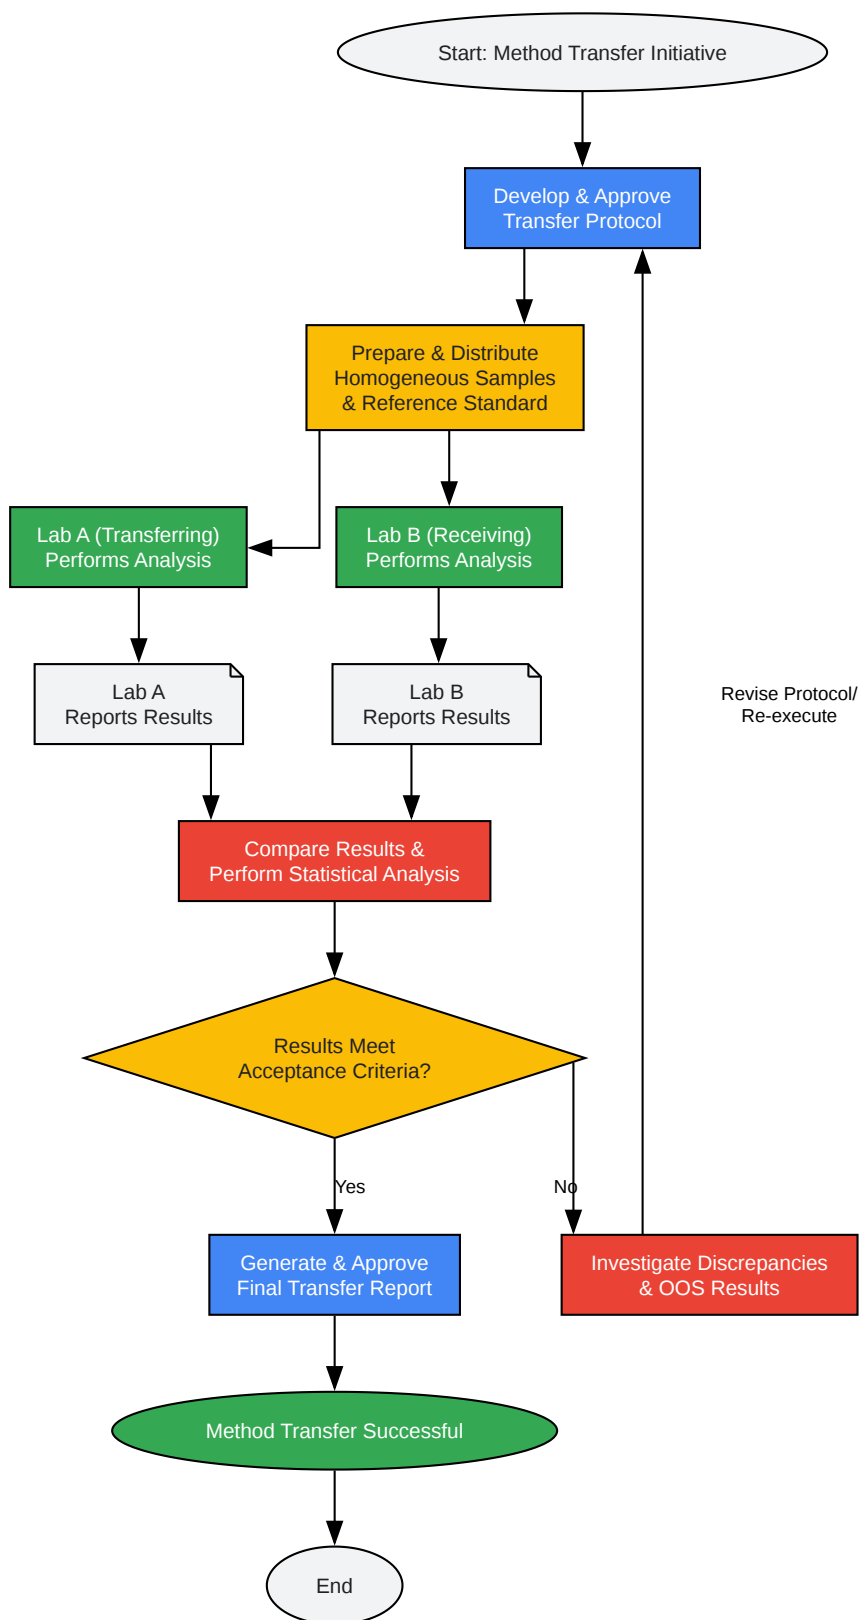 Start: Method Transfer Initiative
Develop & Approve
Transfer Protocol
Prepare & Distribute
Homogeneous Samples
& Reference Standard
Lab A (Transferring)
Performs Analysis
Lab B (Receiving)
Performs Analysis
Lab A
Reports Results
Lab B
Reports Results
Revise Protocol/
Re-execute
Compare Results &
Perform Statistical Analysis
Results Meet
Acceptance Criteria?
Yes
No
Generate & Approve
Final Transfer Report
Investigate Discrepancies
& OOS Results
Method Transfer Successful
End